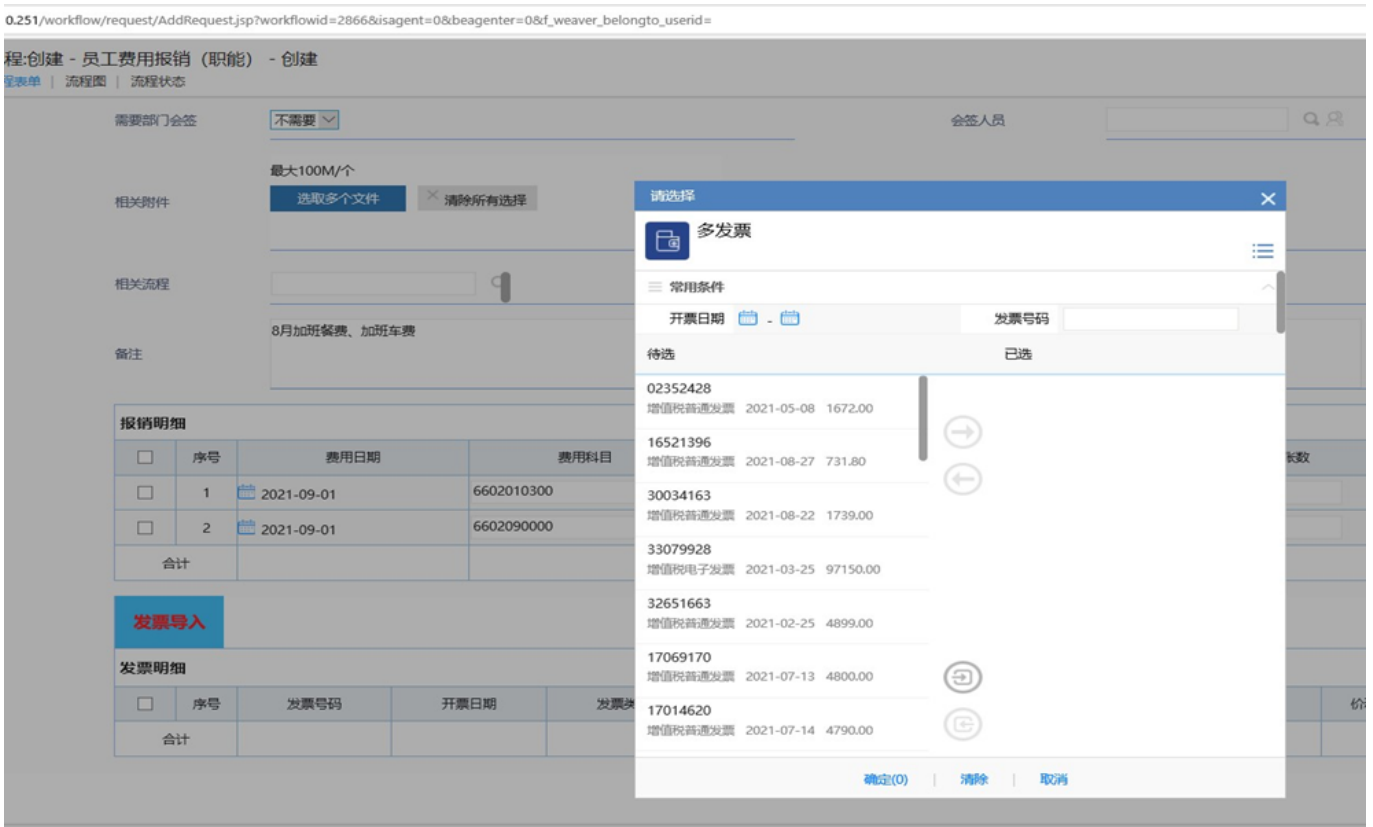 0.251/workflow/request/AddRequest.jsp?workflowid=2866&isagent=0&beagenter=0&f_weaver_belongto_userid=
程:创建 - 员工费用报销（职能） - 创建
程表单 | 流程图 | 流程状态
需要部门会签 不需要 会签人员
最大100M/个
相关附件 选取多个文件 清除所有选择
相关流程
备注 8月加班餐费、加班车费
报销明细
序号 费用日期 费用科目 张数
1 2021-09-01 6602010300
2 2021-09-01 6602090000
合计
发票导入
发票明细
序号 发票号码 开票日期 发票类 价
合计
请选择
多发票
常用条件
开票日期 - 发票号码
待选 已选
02352428
增值税普通发票 2021-05-08 1672.00
16521396
增值税普通发票 2021-08-27 731.80
30034163
增值税普通发票 2021-08-22 1739.00
33079928
增值税电子发票 2021-03-25 97150.00
32651663
增值税普通发票 2021-02-25 4899.00
17069170
增值税普通发票 2021-07-13 4800.00
17014620
增值税普通发票 2021-07-14 4790.00
确定(0) | 清除 | 取消